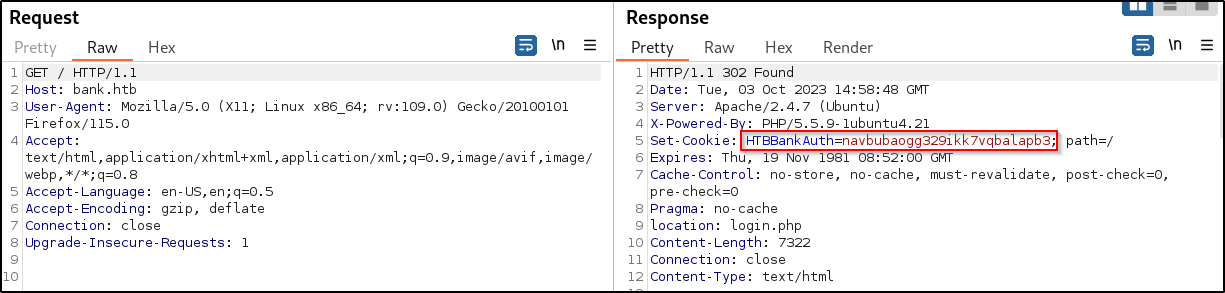 Request
Pretty Raw Hex
\n
1 GET / HTTP/1.1
2 Host: bank.htb
3 User-Agent: Mozilla/5.0 (X11; Linux x86_64; rv:109.0) Gecko/20100101
Firefox/115.0
4 Accept:
text/html,application/xhtml+xml,application/xml;q=0.9,image/avif,image/
webp,*/*;q=0.8
5 Accept-Language: en-US,en;q=0.5
6 Accept-Encoding: gzip, deflate
7 Connection: close
8 Upgrade-Insecure-Requests: 1
9
10
Response
Pretty Raw Hex Render
\n
1 HTTP/1.1 302 Found
2 Date: Tue, 03 Oct 2023 14:58:48 GMT
3 Server: Apache/2.4.7 (Ubuntu)
4 X-Powered-By: PHP/5.5.9-1ubuntu4.21
5 Set-Cookie: HTBBankAuth=navbubaogg329ikk7vqbalapb3; path=/
6 Expires: Thu, 19 Nov 1981 08:52:00 GMT
7 Cache-Control: no-store, no-cache, must-revalidate, post-check=0,
pre-check=0
8 Pragma: no-cache
9 location: login.php
10 Content-Length: 7322
11 Connection: close
12 Content-Type: text/html